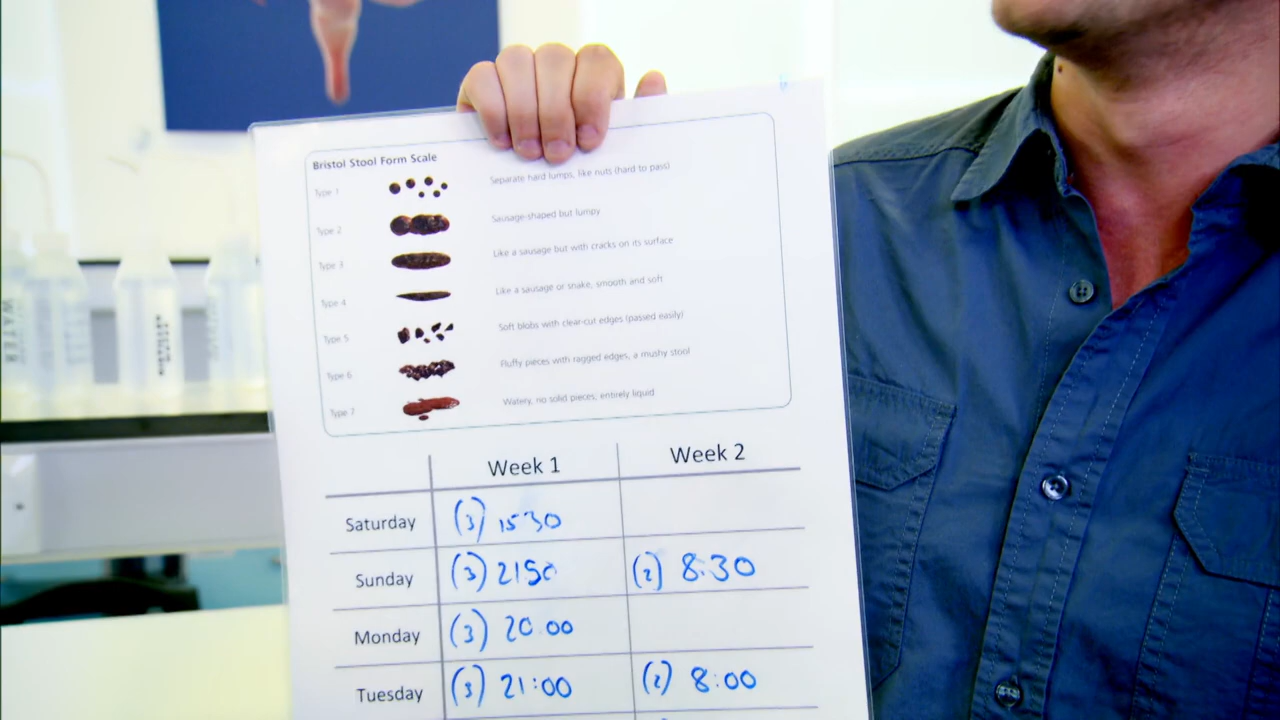 Bristol Stool Form Scale
Type 1 Separate hard lumps, like nuts (hard to pass)
Type 2 Sausage-shaped but lumpy
Type 3 Like a sausage but with cracks on its surface
Type 4 Like a sausage or snake, smooth and soft
Type 5 Soft blobs with clear-cut edges (passed easily)
Type 6 Fluffy pieces with ragged edges, a mushy stool
Type 7 Watery, no solid pieces, entirely liquid
Week 1 Week 2
Saturday (3) 15 30
Sunday (3) 2150 (2) 8:30
Monday (3) 20.00
Tuesday (3) 21:00 (2) 8:00
WATER